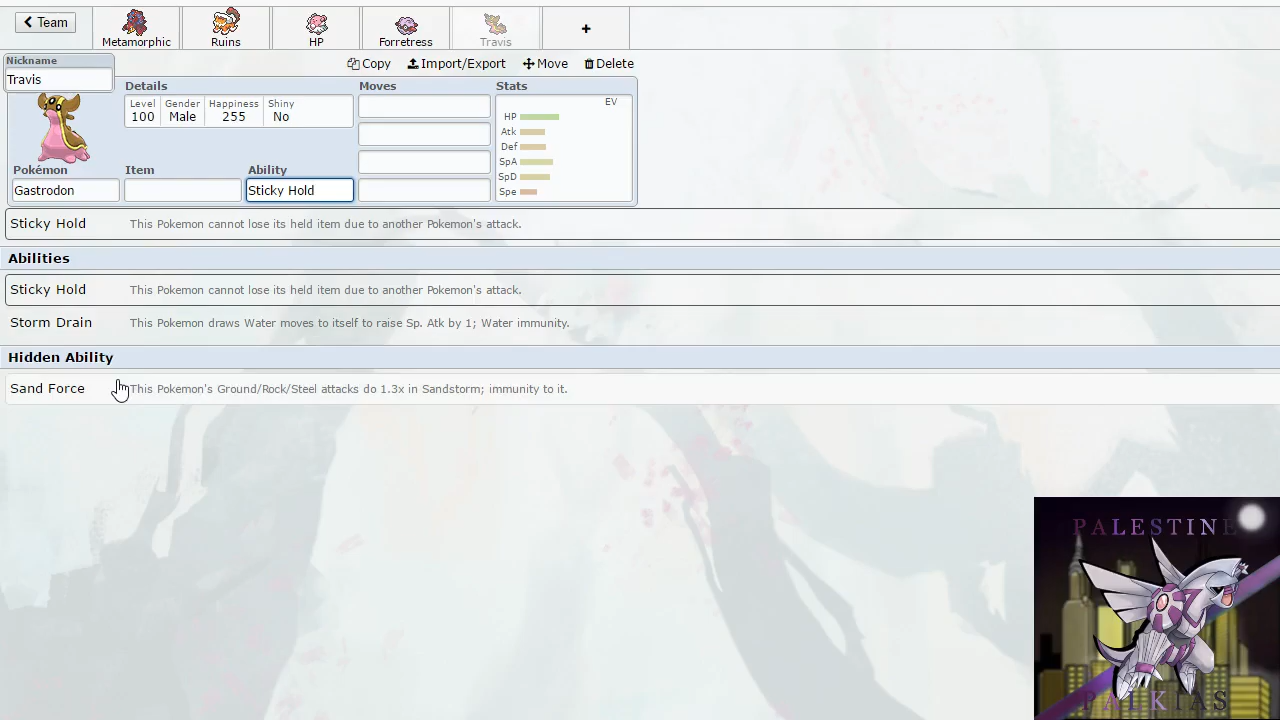 Team
Metamorphic
Ruins
HP
Forretress
Travis
+
Nickname
Travis
Copy Import/Export Move Delete
Details
Moves
Stats
Level
100
Gender
Male
Happiness
255
Shiny
No
EV
HP
Atk
Def
SpA
SpD
Spe
Pokémon
Gastrodon
Item
Ability
Sticky Hold
Sticky Hold This Pokemon cannot lose its held item due to another Pokemon's attack.
Abilities
Sticky Hold This Pokemon cannot lose its held item due to another Pokemon's attack.
Storm Drain This Pokemon draws Water moves to itself to raise Sp. Atk by 1; Water immunity.
Hidden Ability
Sand Force This Pokemon's Ground/Rock/Steel attacks do 1.3x in Sandstorm; immunity to it.
PALESTINE
PALKIAS